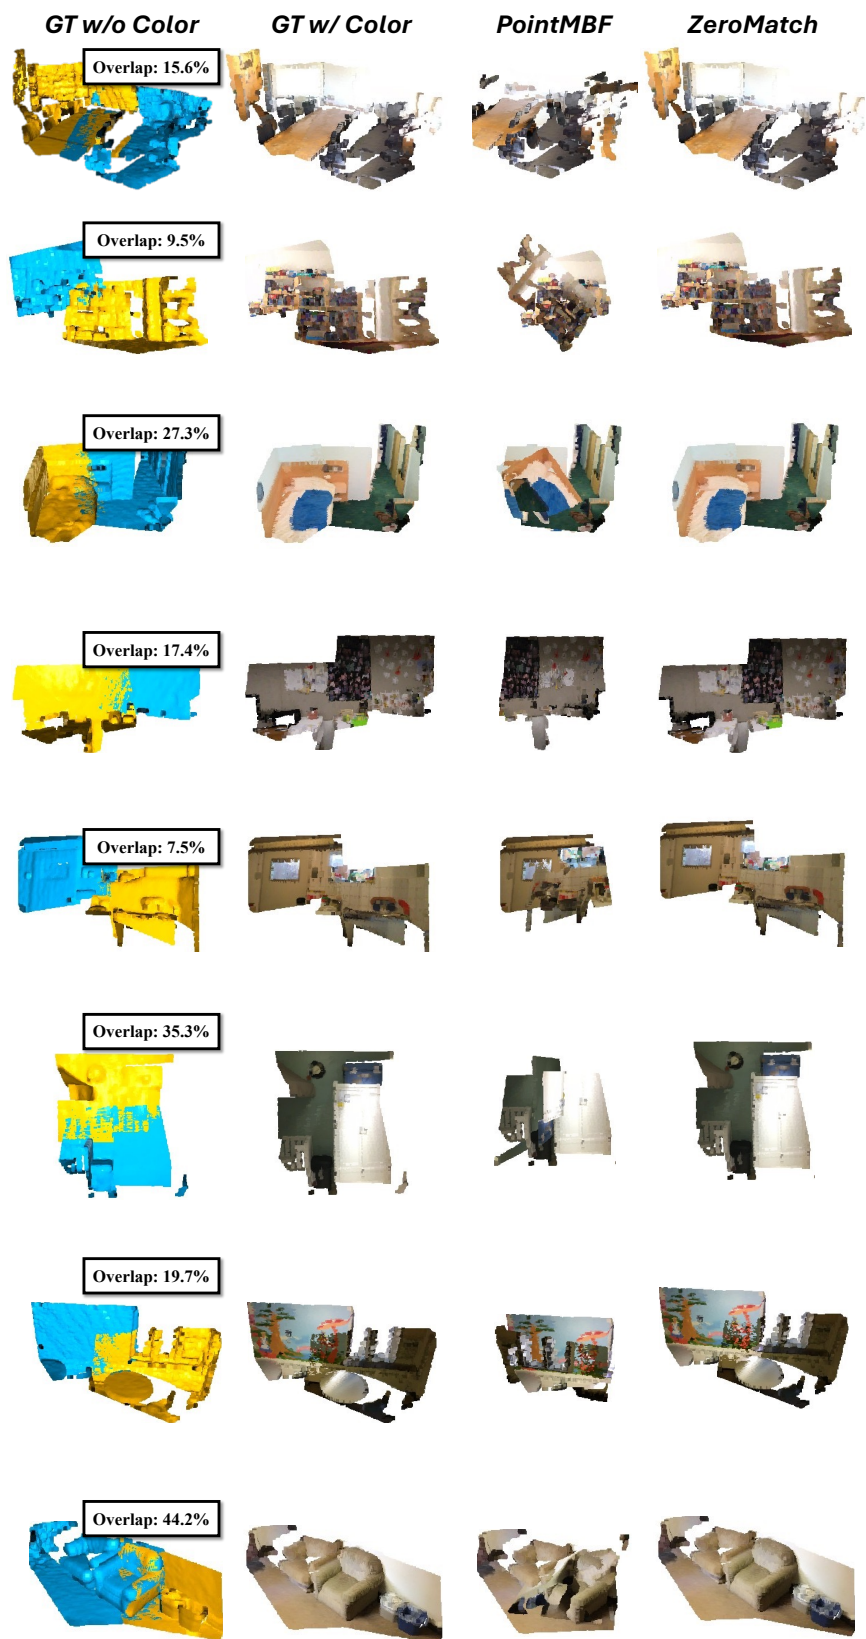 GT w/o Color GT w/ Color PointMBF ZeroMatch
Overlap: 15.6%
Overlap: 9.5%
Overlap: 27.3%
Overlap: 17.4%
Overlap: 7.5%
Overlap: 35.3%
Overlap: 19.7%
Overlap: 44.2%